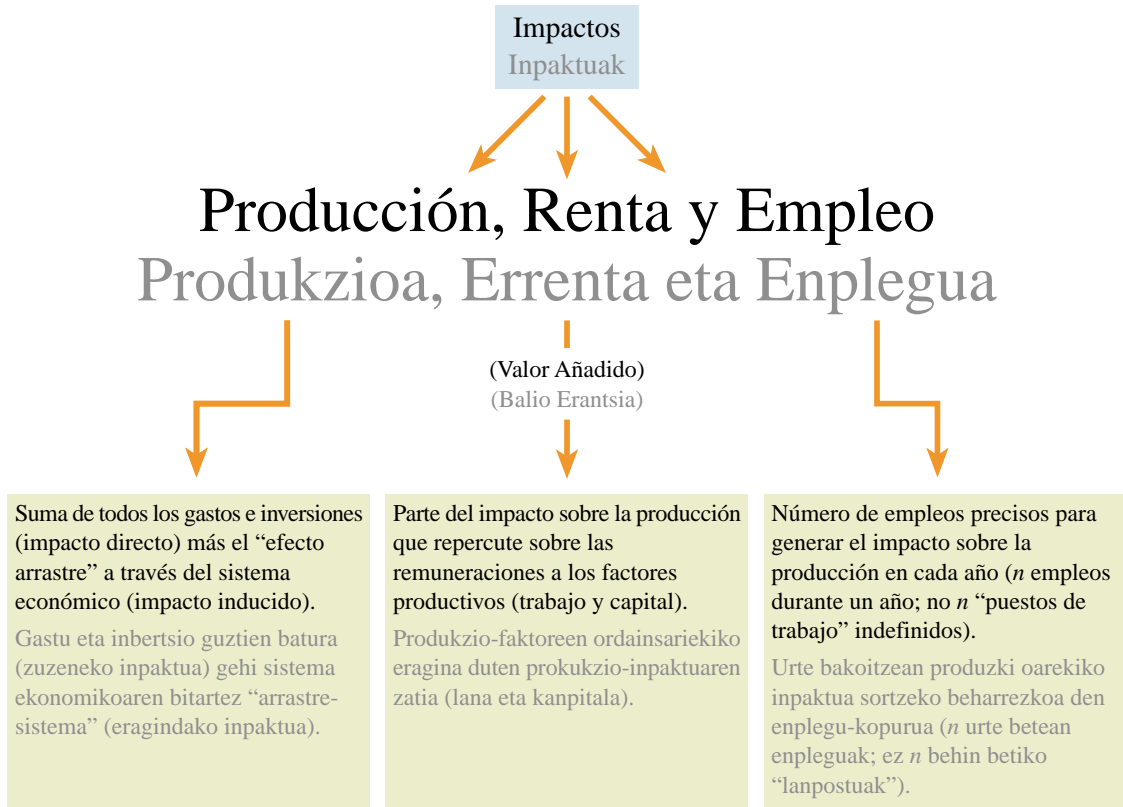 Impactos
Inpaktuak
Producción, Renta y Empleo
Produkzioa, Errenta eta Enplegua
(Valor Añadido)
(Balio Erantsia)
Suma de todos los gastos e inversiones
(impacto directo) más el “efecto
arrastre” a través del sistema
económico (impacto inducido).
Gastu eta inbertsio guztien batura
(zuzeneko inpaktua) gehi sistema
ekonomikoaren bitartez “arrastre-
sistema” (eragindako inpaktua).
Parte del impacto sobre la producción
que repercute sobre las
remuneraciones a los factores
productivos (trabajo y capital).
Produkzio-faktoreen ordainsariekiko
eragina duten prokukzio-inpaktuaren
zatia (lana eta kanpitala).
Número de empleos precisos para
generar el impacto sobre la
producción en cada año (n empleos
durante un año; no n “puestos de
trabajo” indefinidos).
Urte bakoitzean produzki oarekiko
inpaktua sortzeko beharrezkoa den
enplegu-kopurua (n urte betean
enpleguak; ez n behin betiko
“lanpostuak”).